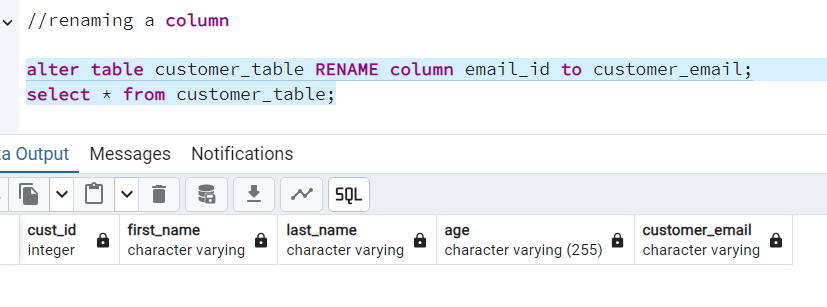 //renaming a column
alter table customer_table RENAME column email_id to customer_email;
select * from customer_table;
a Output Messages Notifications
SQL
cust_id first_name last_name age customer_email
integer character varying character varying character varying (255) character varying